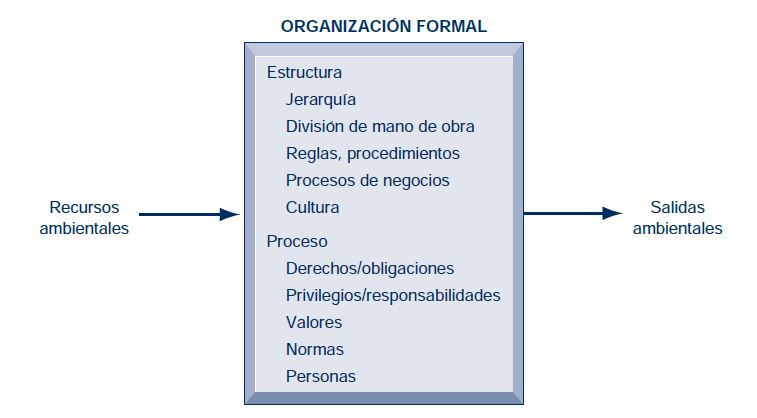 ORGANIZACIÓN FORMAL
Estructura
Jerarquía
División de mano de obra
Reglas, procedimientos
Procesos de negocios
Cultura
Proceso
Derechos/obligaciones
Privilegios/responsabilidades
Valores
Normas
Personas
Recursos
ambientales
Salidas
ambientales